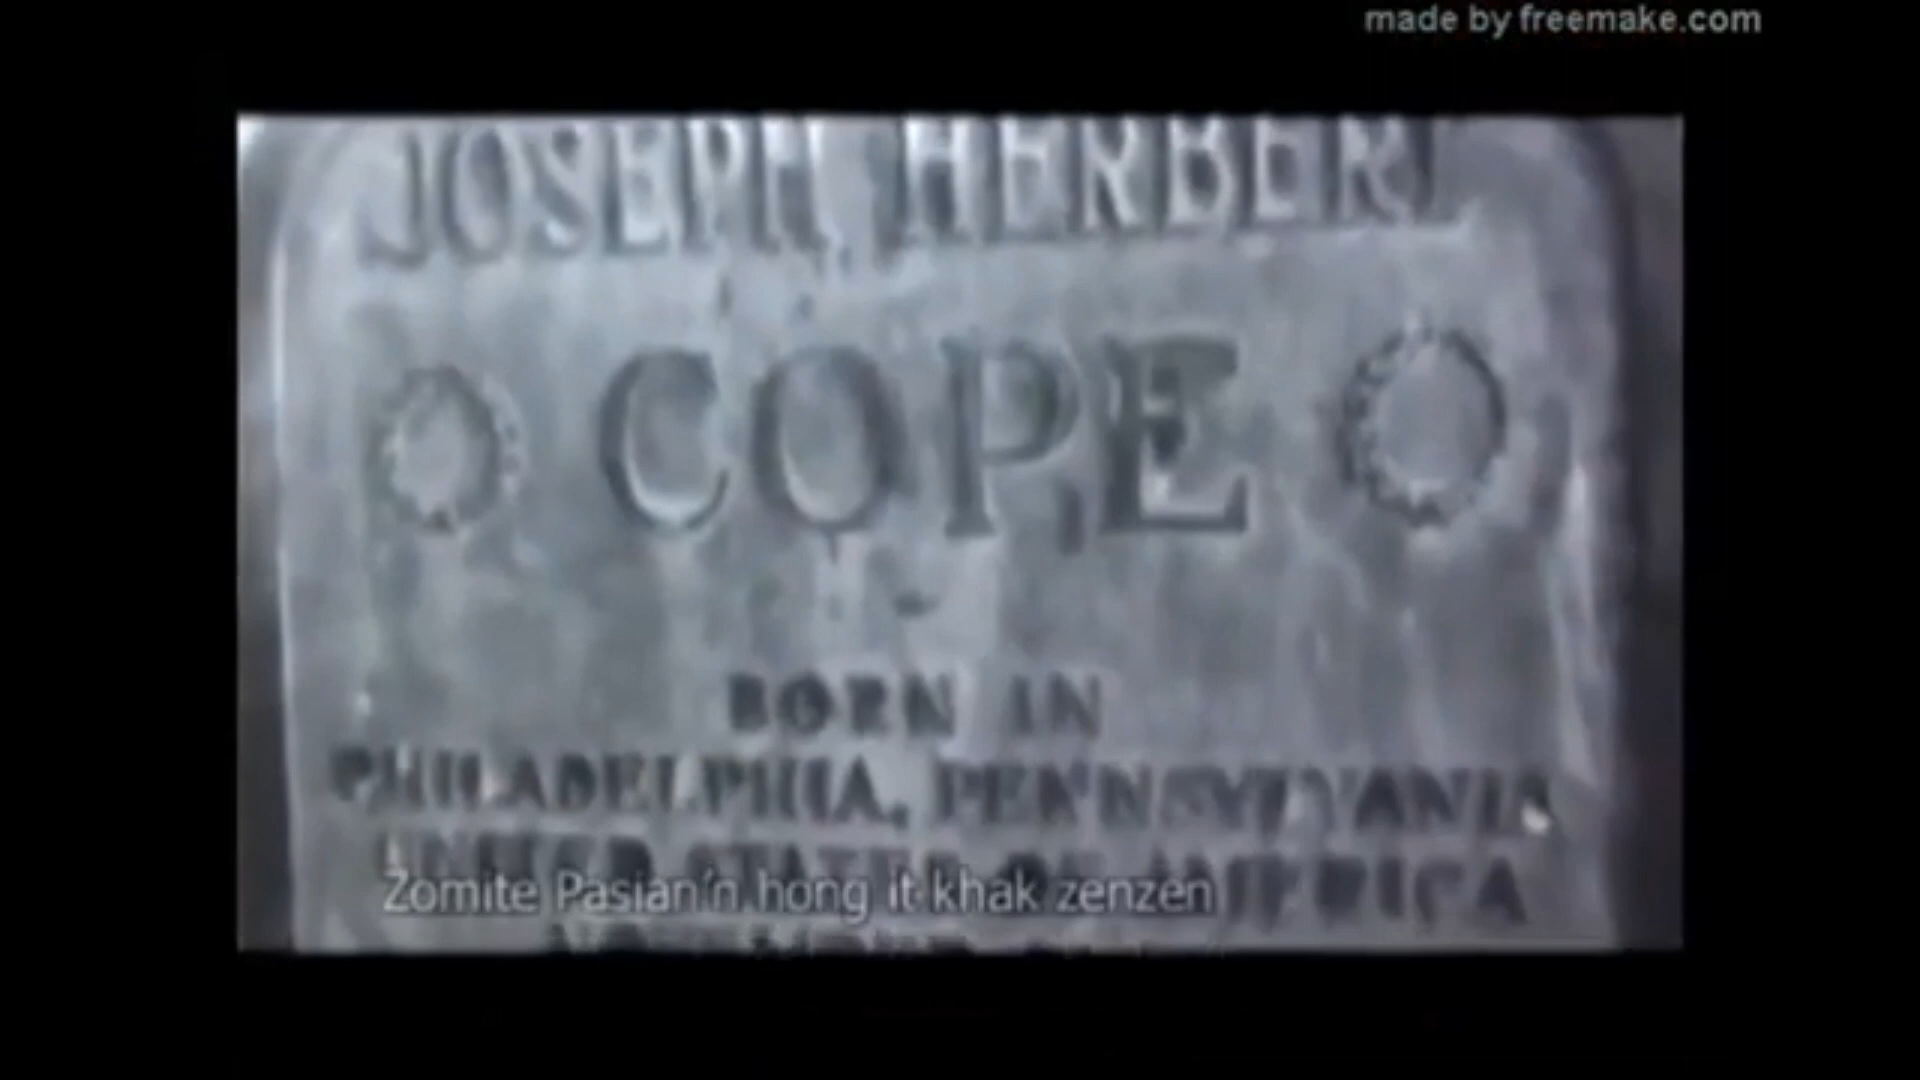 made by freemake.com
JOSEPH HERBERT
COPE
BORN IN
PHILADELPHIA, PENNSYLVANIA
UNITED STATES OF AMERICA
Zomite Pasian'n hong it khak zenzen